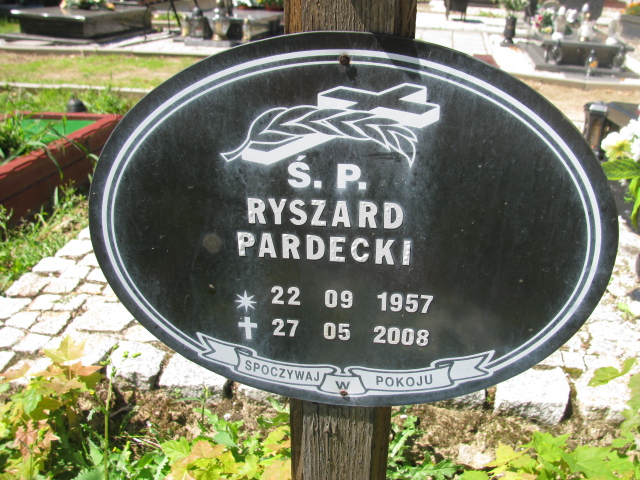 Ś. P.
RYSZARD
PARDECKI
22 09 1957
27 05 2008
SPOCZYWAJ W POKOJU